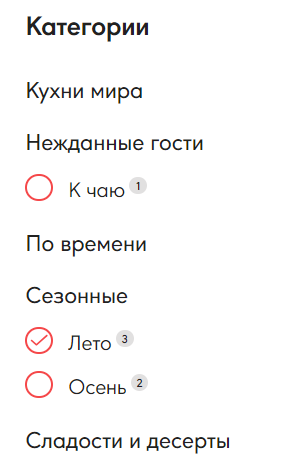 Категории
Кухни мира
Нежданные гости
К чаю 1
По времени
Сезонные
Лето 3
Осень 2
Сладости и десерты